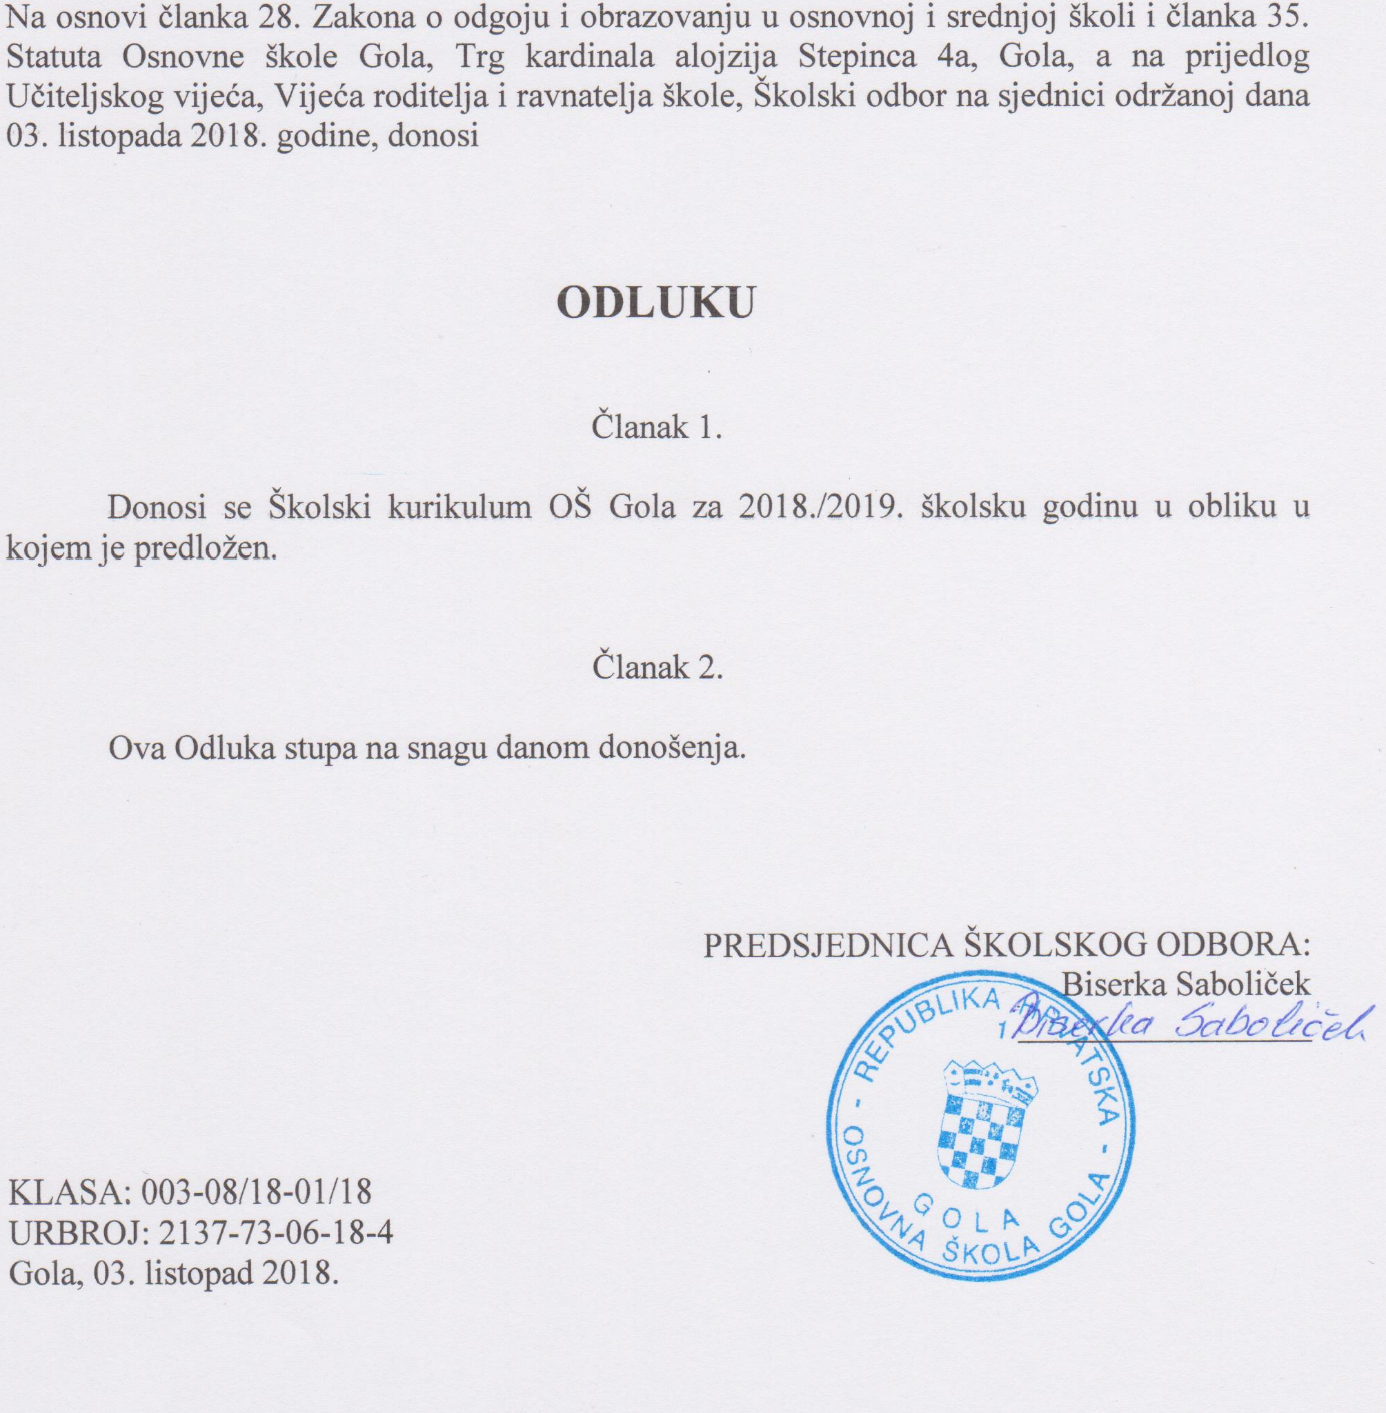 Na osnovi članka 28. Zakona o odgoju i obrazovanju u osnovnoj i srednjoj školi i članka 35.
Statuta Osnovne škole Gola, Trg kardinala alojzija Stepinca 4a, Gola, a na prijedlog
Učiteljskog vijeća, Vijeća roditelja i ravnatelja škole, Školski odbor na sjednici održanoj dana
03. listopada 2018. godine, donosi
ODLUKU
Članak 1.
Donosi se Školski kurikulum OŠ Gola za 2018./2019. školsku godinu u obliku u
kojem je predložen.
Članak 2.
Ova Odluka stupa na snagu danom donošenja.
PREDSJEDNICA ŠKOLSKOG ODBORA:
Biserka Saboliček
Biserka Saboliček
- REPUBLIKA HRVATSKA -
1
GOLA
OSNOVNA ŠKOLA GOLA
KLASA: 003-08/18-01/18
URBROJ: 2137-73-06-18-4
Gola, 03. listopad 2018.